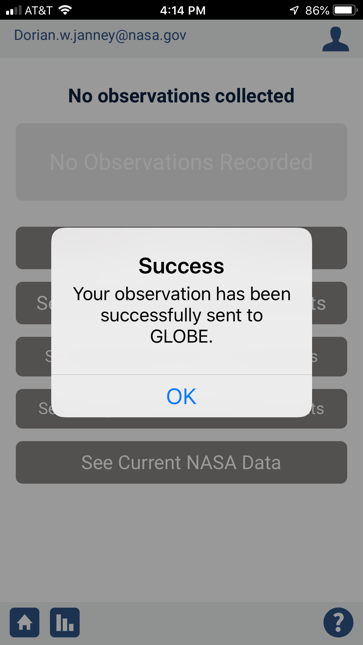 AT&T 4:14 PM 86%
Dorian.w.janney@nasa.gov
No observations collected
No Observations Recorded
Success
Your observation has been
successfully sent to
GLOBE.
OK
See Current NASA Data
?